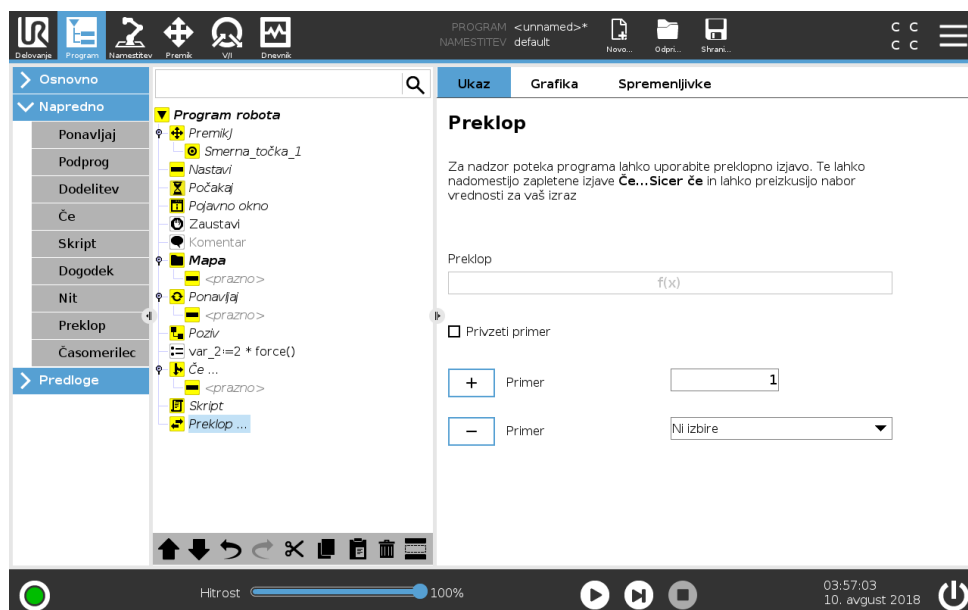 UR
PROGRAM <unnamed>*
NAMESTITEV default
Delovanje
Program
Namestitev
Premik
V/I
Dnevnik
Novo...
Odpri...
Shrani...
C C
C C
Osnovno
Napredno
Ponavljaj
Podprog
Dodelitev
Če
Skript
Dogodek
Nit
Preklop
Časomerilec
Predloge
Program robota
PremikJ
Smerna_točka_1
Nastavi
Počakaj
Pojavno okno
Zaustavi
Komentar
Mapa
<prazno>
Ponavljaj
<prazno>
Poziv
var_2:=2 * force()
Če ...
<prazno>
Skript
Preklop ...
Ukaz
Grafika
Spremenljivke
Preklop
Za nadzor poteka programa lahko uporabite preklopno izjavo. Te lahko
nadomestijo zapletene izjave Če...Sicer če in lahko preizkusijo nabor
vrednosti za vaš izraz
Preklop
f(x)
Privzeti primer
+ Primer 1
− Primer Ni izbire
Hitrost 100%
03:57:03
10. avgust 2018